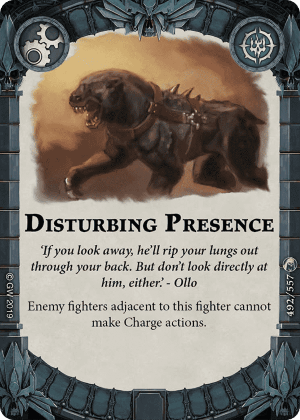 DISTURBING PRESENCE
'If you look away, he'll rip your lungs out
through your back. But don't look directly at
him, either.' - Ollo
Enemy fighters adjacent to this fighter cannot
make Charge actions.
© GW 2019
492/557